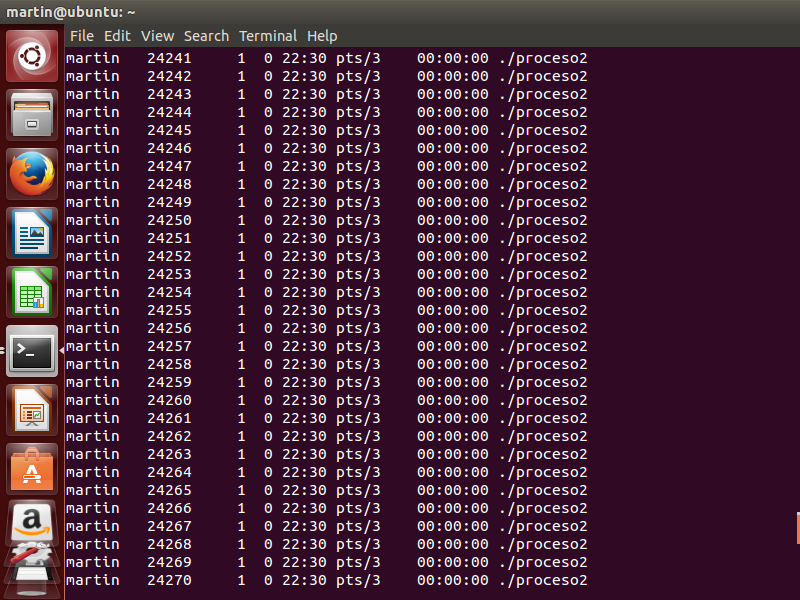 martin@ubuntu: ~
File Edit View Search Terminal Help
martin 24241 1 0 22:30 pts/3 00:00:00 ./proceso2
martin 24242 1 0 22:30 pts/3 00:00:00 ./proceso2
martin 24243 1 0 22:30 pts/3 00:00:00 ./proceso2
martin 24244 1 0 22:30 pts/3 00:00:00 ./proceso2
martin 24245 1 0 22:30 pts/3 00:00:00 ./proceso2
martin 24246 1 0 22:30 pts/3 00:00:00 ./proceso2
martin 24247 1 0 22:30 pts/3 00:00:00 ./proceso2
martin 24248 1 0 22:30 pts/3 00:00:00 ./proceso2
martin 24249 1 0 22:30 pts/3 00:00:00 ./proceso2
martin 24250 1 0 22:30 pts/3 00:00:00 ./proceso2
martin 24251 1 0 22:30 pts/3 00:00:00 ./proceso2
martin 24252 1 0 22:30 pts/3 00:00:00 ./proceso2
martin 24253 1 0 22:30 pts/3 00:00:00 ./proceso2
martin 24254 1 0 22:30 pts/3 00:00:00 ./proceso2
martin 24255 1 0 22:30 pts/3 00:00:00 ./proceso2
martin 24256 1 0 22:30 pts/3 00:00:00 ./proceso2
martin 24257 1 0 22:30 pts/3 00:00:00 ./proceso2
martin 24258 1 0 22:30 pts/3 00:00:00 ./proceso2
martin 24259 1 0 22:30 pts/3 00:00:00 ./proceso2
martin 24260 1 0 22:30 pts/3 00:00:00 ./proceso2
martin 24261 1 0 22:30 pts/3 00:00:00 ./proceso2
martin 24262 1 0 22:30 pts/3 00:00:00 ./proceso2
martin 24263 1 0 22:30 pts/3 00:00:00 ./proceso2
martin 24264 1 0 22:30 pts/3 00:00:00 ./proceso2
martin 24265 1 0 22:30 pts/3 00:00:00 ./proceso2
martin 24266 1 0 22:30 pts/3 00:00:00 ./proceso2
martin 24267 1 0 22:30 pts/3 00:00:00 ./proceso2
martin 24268 1 0 22:30 pts/3 00:00:00 ./proceso2
martin 24269 1 0 22:30 pts/3 00:00:00 ./proceso2
martin 24270 1 0 22:30 pts/3 00:00:00 ./proceso2